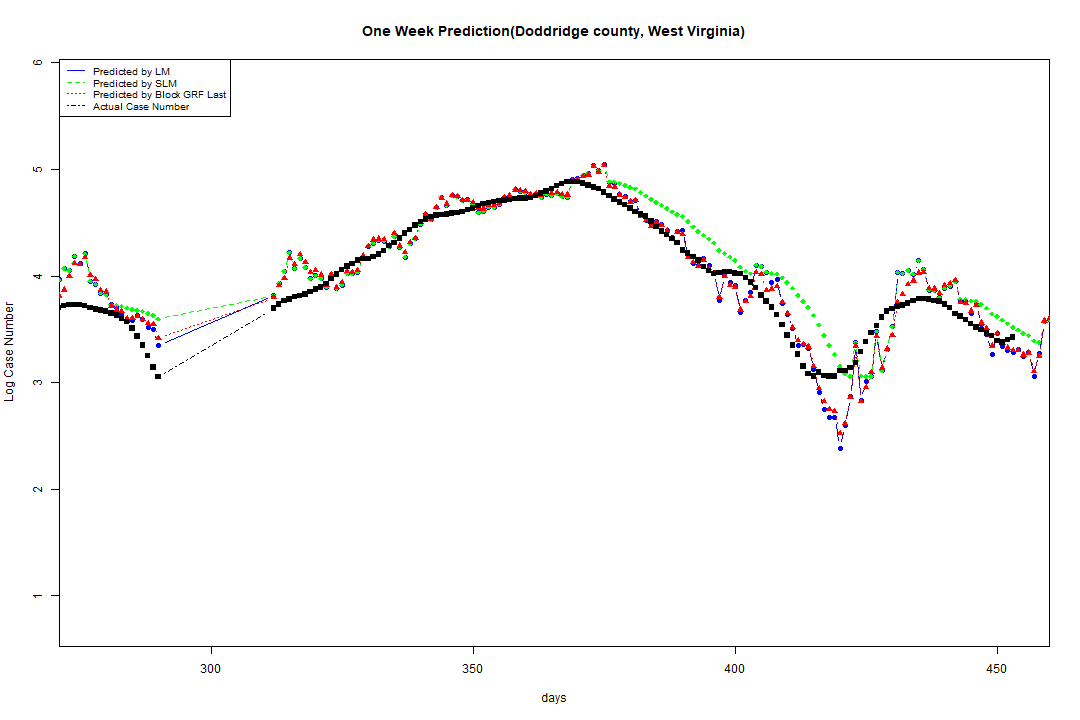 One Week Prediction(Doddridge county, West Virginia)
Predicted by LM
Predicted by SLM
Predicted by Block GRF Last
Actual Case Number
Log Case Number
6
5
4
3
2
1
300
350
400
450
days